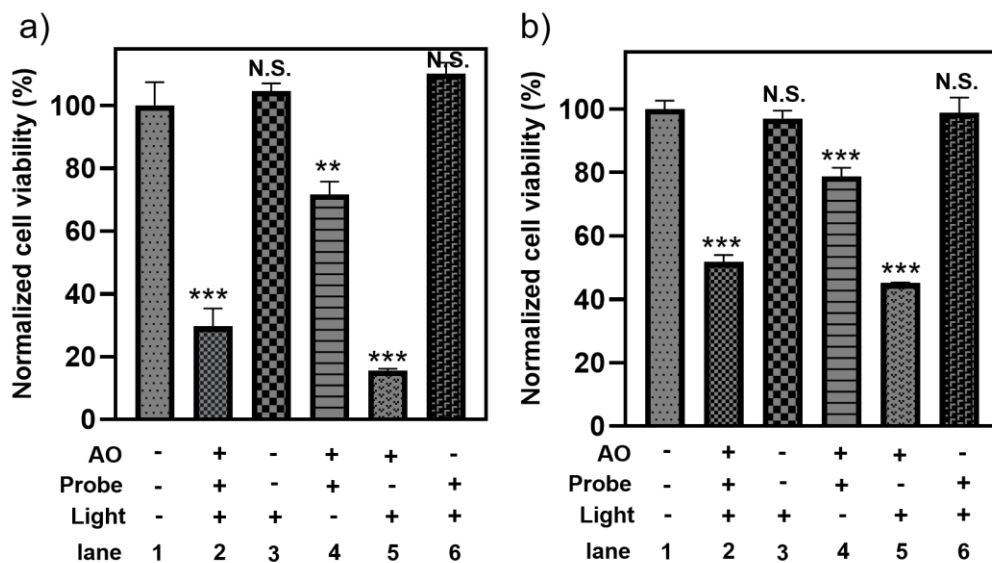 a)
Normalized cell viability (%)
100
80
60
40
20
0
***
N.S.
**
***
N.S.
AO - + - + + -
Probe - + - + - +
Light - + + - + +
lane 1 2 3 4 5 6
b)
Normalized cell viability (%)
100
80
60
40
20
0
***
N.S.
***
***
N.S.
AO - + - + + -
Probe - + - + - +
Light - + + - + +
lane 1 2 3 4 5 6